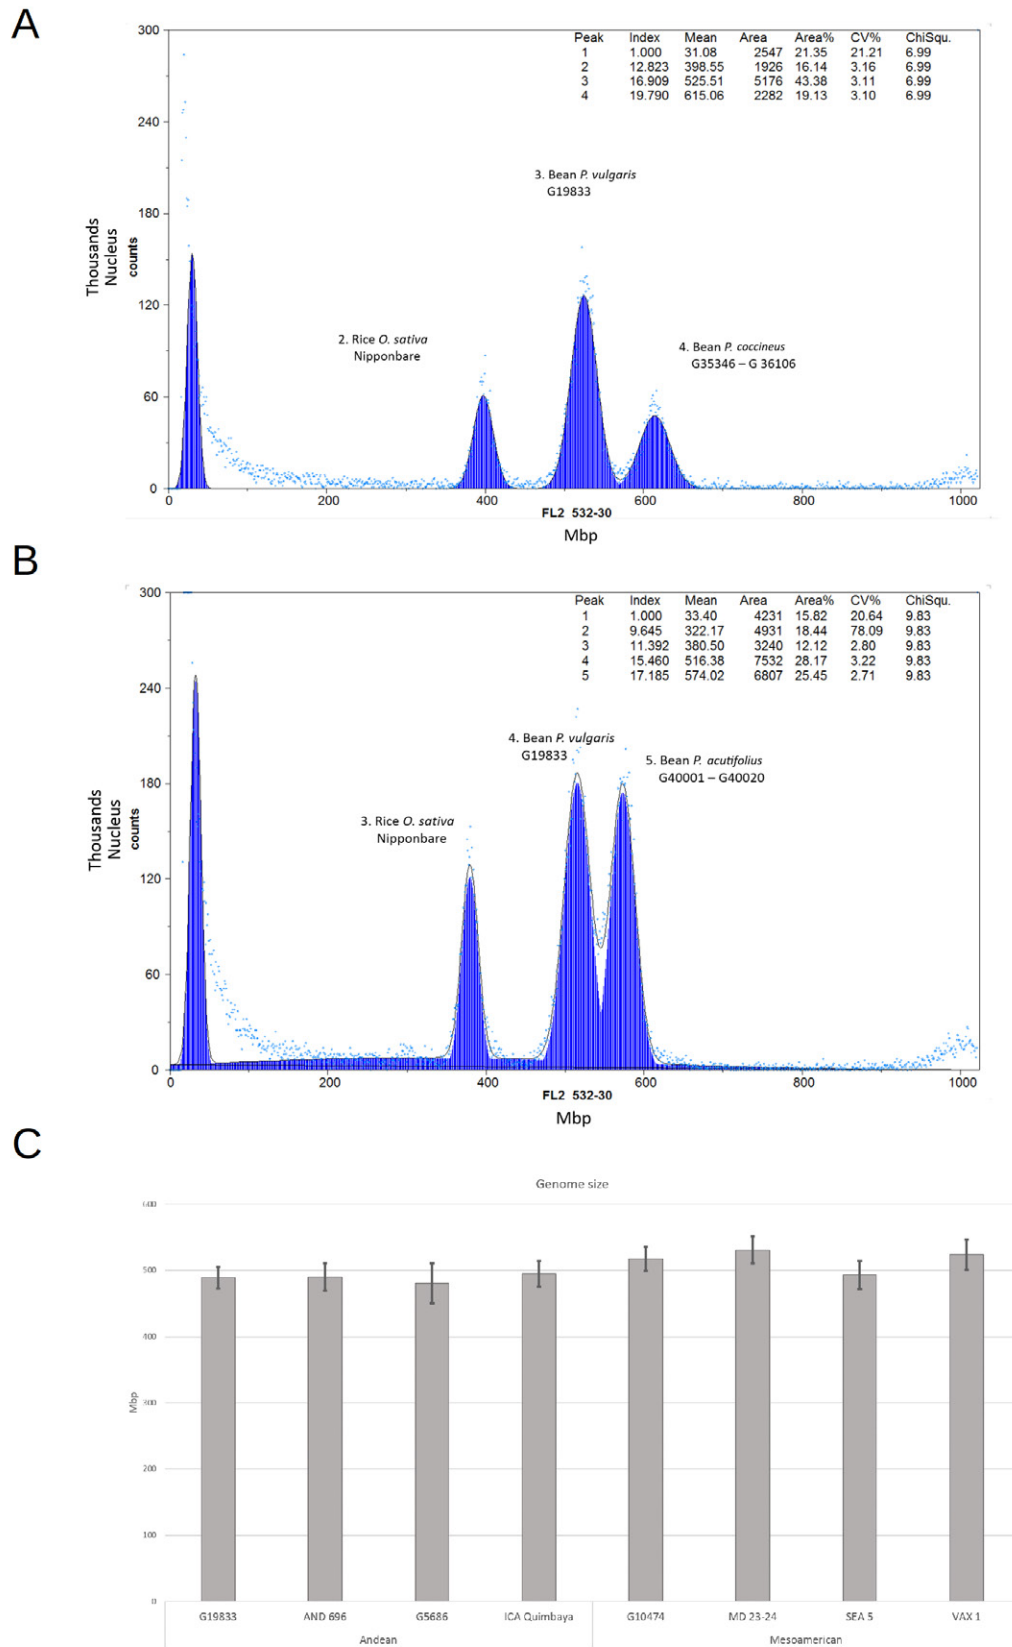 A
Thousands
Nucleus
counts
300
240
180
120
60
0
Peak Index Mean Area Area% CV% ChiSqu.
1 1.000 31.08 2547 21.35 21.21 6.99
2 12.823 398.55 1926 16.14 3.16 6.99
3 16.909 525.51 5176 43.38 3.11 6.99
4 19.790 615.06 2282 19.13 3.10 6.99
3. Bean P. vulgaris
G19833
2. Rice O. sativa
Nipponbare
4. Bean P. coccineus
G35346 – G 36106
0 200 400 600 800 1000
FL2 532-30
Mbp
B
Thousands
Nucleus
counts
300
240
180
120
60
0
Peak Index Mean Area Area% CV% ChiSqu.
1 1.000 33.40 4231 15.82 20.64 9.83
2 9.645 322.17 4931 18.44 78.09 9.83
3 11.392 380.50 3240 12.12 2.80 9.83
4 15.460 516.38 7532 28.17 3.22 9.83
5 17.185 574.02 6807 25.45 2.71 9.83
4. Bean P. vulgaris
G19833
5. Bean P. acutifolius
G40001 – G40020
3. Rice O. sativa
Nipponbare
0 200 400 600 800 1000
FL2 532-30
Mbp
C
Genome size
Mbp
600
500
400
300
200
100
0
G19833 AND 696 G5686 ICA Quimbaya G10474 MD 23-24 SEA 5 VAX 1
Andean Mesoamerican